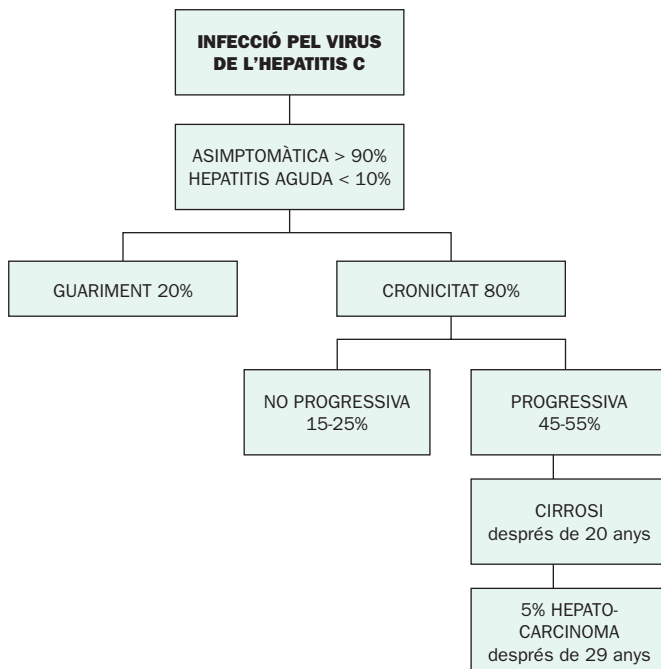 INFECCIÓ PEL VIRUS
DE L'HEPATITIS C
ASIMPTOMÀTICA > 90%
HEPATITIS AGUDA < 10%
GUARIMENT 20%
CRONICITAT 80%
NO PROGRESSIVA
15-25%
PROGRESSIVA
45-55%
CIRROSI
després de 20 anys
5% HEPATO-
CARCINOMA
després de 29 anys